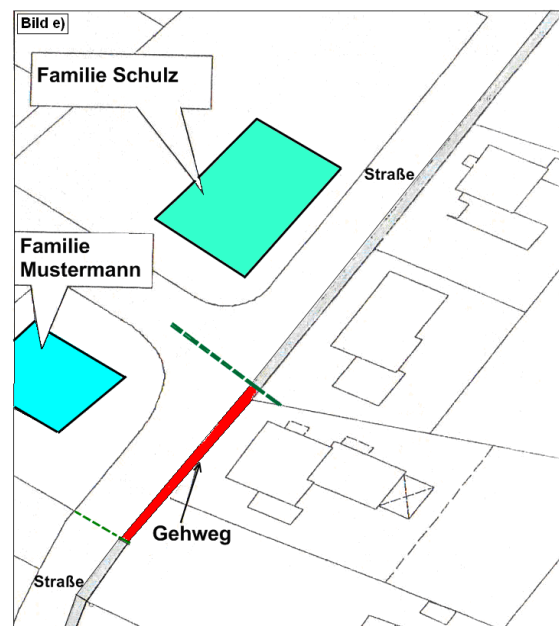 Bild e)
Familie Schulz
Straße
Familie
Mustermann
Gehweg
Straße